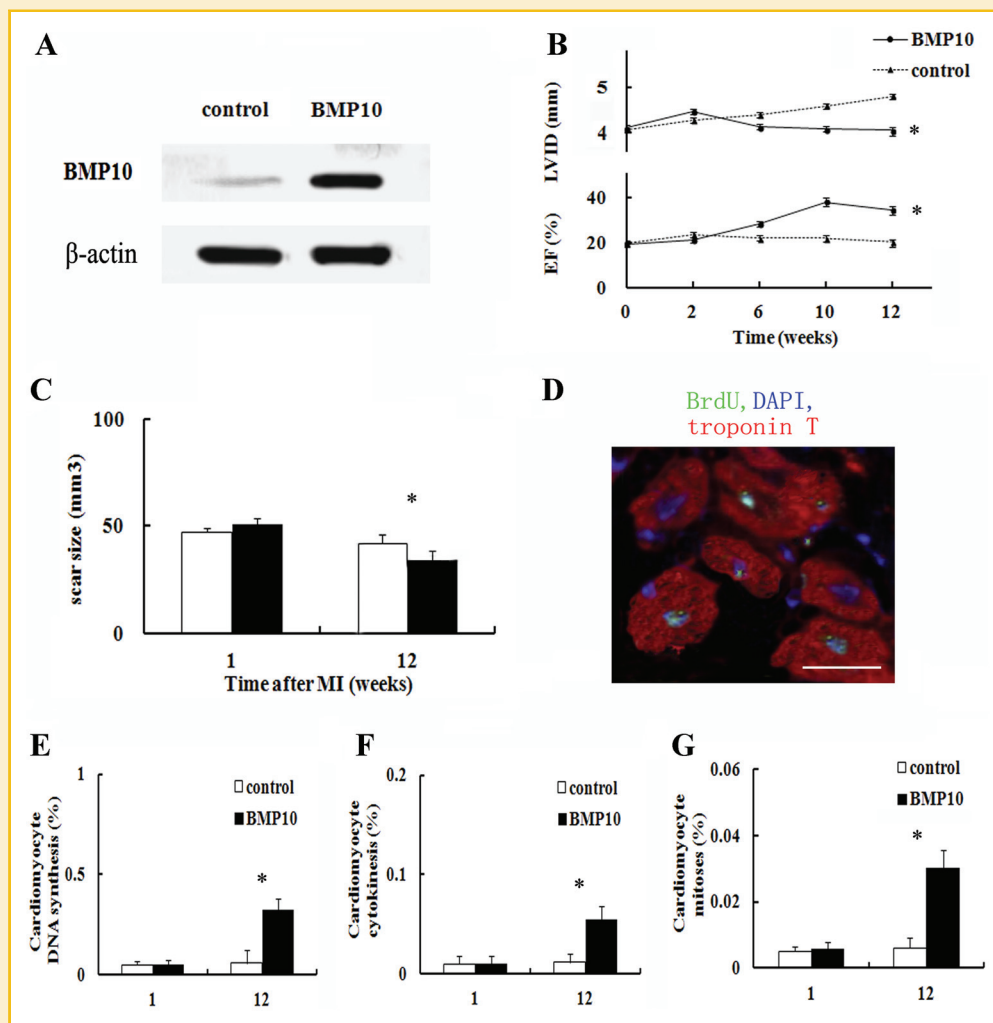 A
control BMP10
BMP10
β-actin
B
BMP10
control
LVID (mm)
5
4
EF (%)
40
20
0
*
*
0 2 6 10 12
Time (weeks)
C
scar size (mm3)
100
50
0
*
1 12
Time after MI (weeks)
D
BrdU, DAPI,
troponin T
E
Cardiomyocyte
DNA synthesis (%)
1
0.5
0
control
BMP10
*
1 12
F
Cardiomyocyte
cytokinesis (%)
0.2
0.1
0
control
BMP10
*
1 12
G
Cardiomyocyte
mitoses (%)
0.06
0.04
0.02
0
control
BMP10
*
1 12